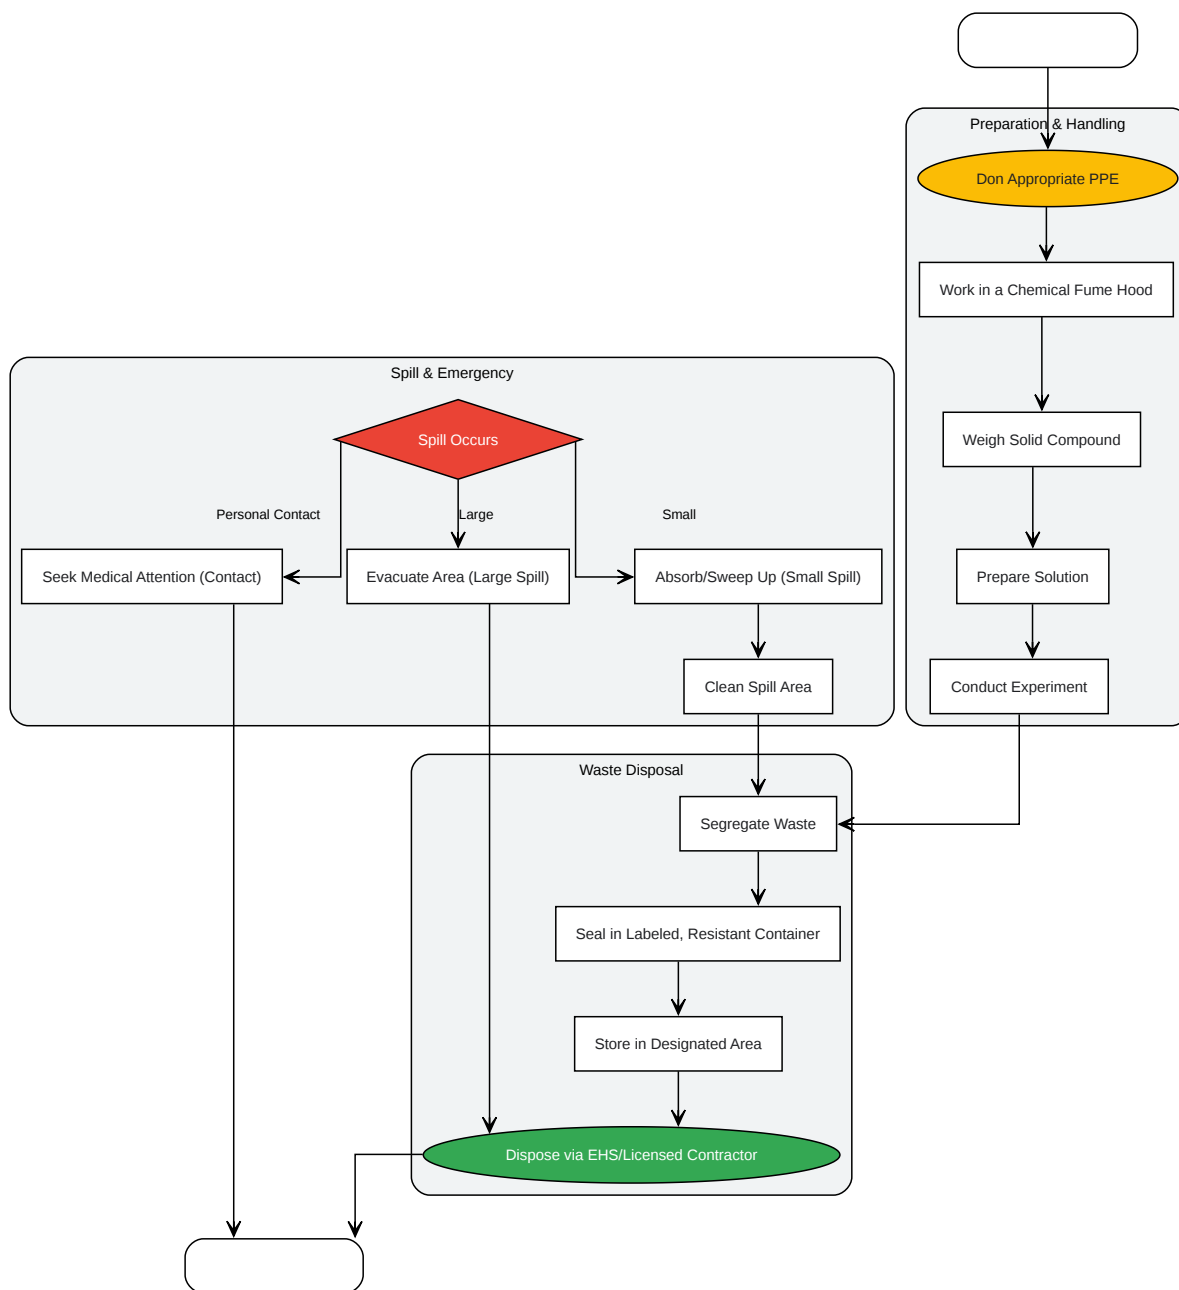 Preparation & Handling
Don Appropriate PPE
Work in a Chemical Fume Hood
Weigh Solid Compound
Prepare Solution
Conduct Experiment
Spill & Emergency
Spill Occurs
Personal Contact
Large
Small
Seek Medical Attention (Contact)
Evacuate Area (Large Spill)
Absorb/Sweep Up (Small Spill)
Clean Spill Area
Waste Disposal
Segregate Waste
Seal in Labeled, Resistant Container
Store in Designated Area
Dispose via EHS/Licensed Contractor